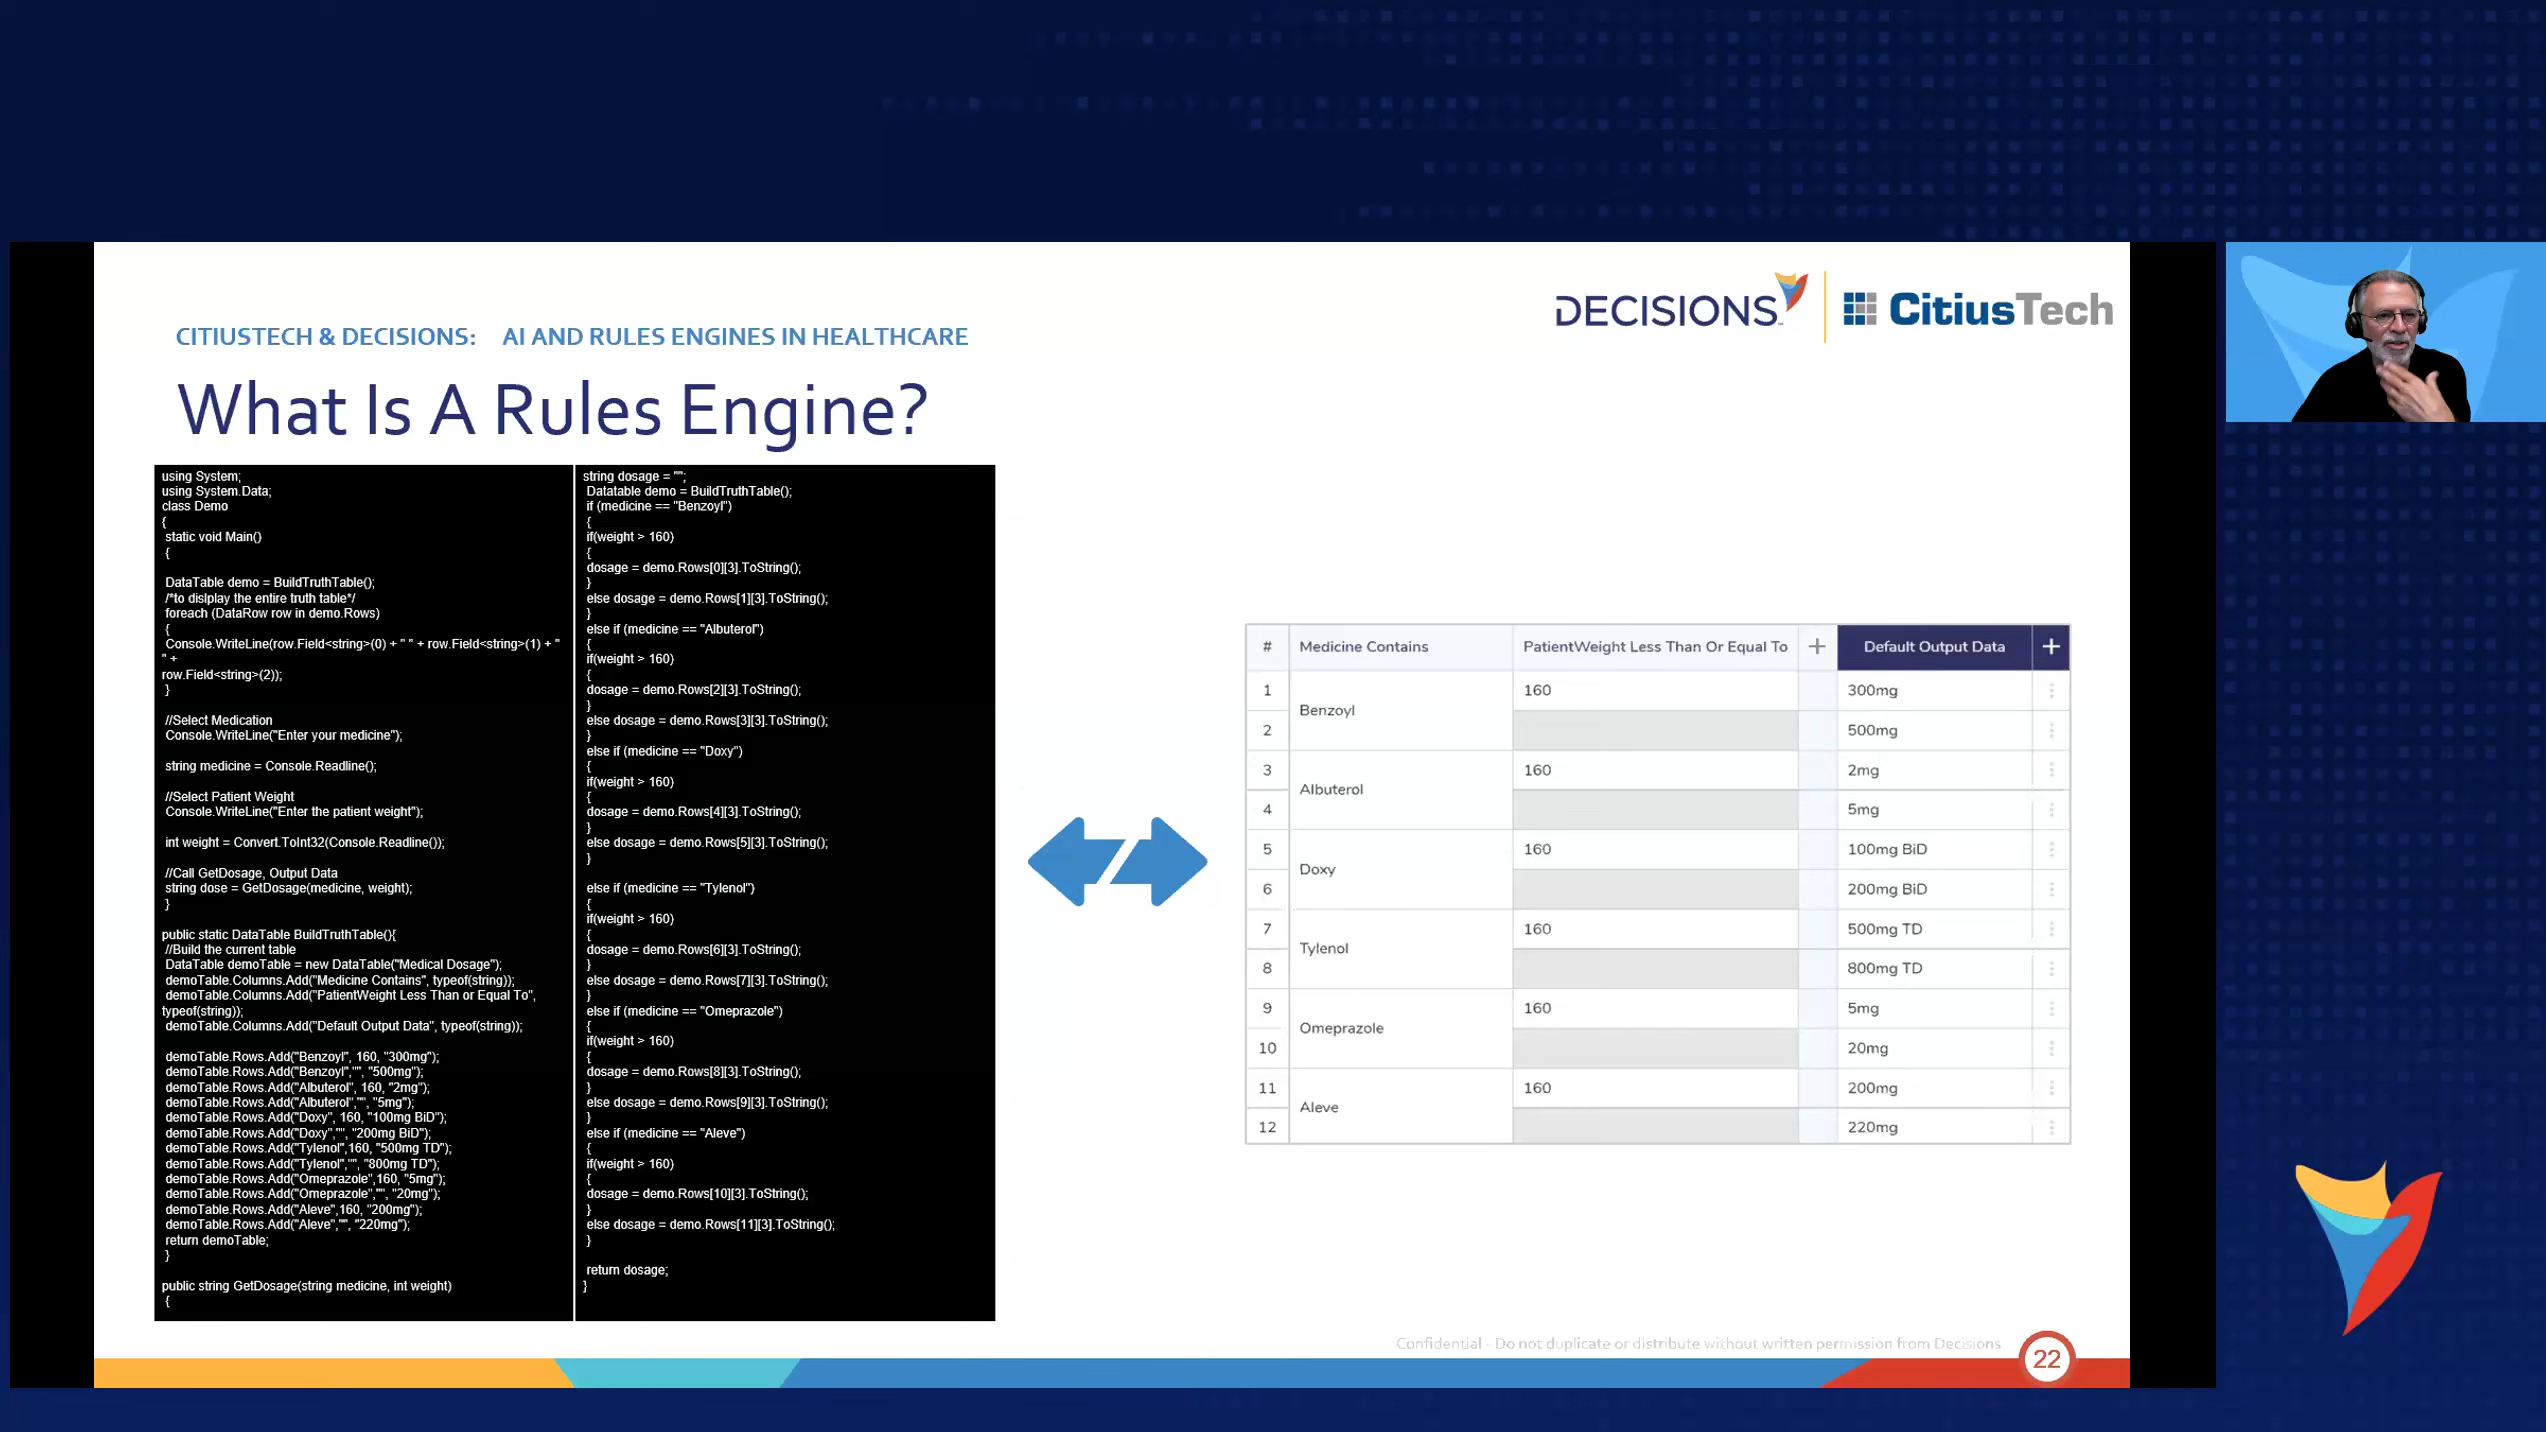 DECISIONS
CitiusTech
CITIUSTECH & DECISIONS: AI AND RULES ENGINES IN HEALTHCARE
What Is A Rules Engine?
using System;
using System.Data;
class Demo
{
static void Main()
{
DataTable demo = BuildTruthTable();
/*to dislplay the entire truth table*/
foreach (DataRow row in demo.Rows)
{
Console.WriteLine(row.Field<string>(0) + " " + row.Field<string>(1) + "
" +
row.Field<string>(2));
}
//Select Medication
Console.WriteLine("Enter your medicine");
string medicine = Console.Readline();
//Select Patient Weight
Console.WriteLine("Enter the patient weight");
int weight = Convert.ToInt32(Console.Readline());
//Call GetDosage, Output Data
string dose = GetDosage(medicine, weight);
}
public static DataTable BuildTruthTable(){
//Build the current table
DataTable demoTable = new DataTable("Medical Dosage");
demoTable.Columns.Add("Medicine Contains", typeof(string));
demoTable.Columns.Add("PatientWeight Less Than or Equal To",
typeof(string));
demoTable.Columns.Add("Default Output Data", typeof(string));
demoTable.Rows.Add("Benzoyl", 160, "300mg");
demoTable.Rows.Add("Benzoyl","", "500mg");
demoTable.Rows.Add("Albuterol", 160, "2mg");
demoTable.Rows.Add("Albuterol","", "5mg");
demoTable.Rows.Add("Doxy", 160, "100mg BiD");
demoTable.Rows.Add("Doxy","", "200mg BiD");
demoTable.Rows.Add("Tylenol",160, "500mg TD");
demoTable.Rows.Add("Tylenol","", "800mg TD");
demoTable.Rows.Add("Omeprazole",160, "5mg");
demoTable.Rows.Add("Omeprazole","", "20mg");
demoTable.Rows.Add("Aleve",160, "200mg");
demoTable.Rows.Add("Aleve","", "220mg");
return demoTable;
}
public string GetDosage(string medicine, int weight)
{
string dosage = "";
Datatable demo = BuildTruthTable();
if (medicine == "Benzoyl")
{
if(weight > 160)
{
dosage = demo.Rows[0][3].ToString();
}
else dosage = demo.Rows[1][3].ToString();
}
else if (medicine == "Albuterol")
{
if(weight > 160)
{
dosage = demo.Rows[2][3].ToString();
}
else dosage = demo.Rows[3][3].ToString();
}
else if (medicine == "Doxy")
{
if(weight > 160)
{
dosage = demo.Rows[4][3].ToString();
}
else dosage = demo.Rows[5][3].ToString();
}
else if (medicine == "Tylenol")
{
if(weight > 160)
{
dosage = demo.Rows[6][3].ToString();
}
else dosage = demo.Rows[7][3].ToString();
}
else if (medicine == "Omeprazole")
{
if(weight > 160)
{
dosage = demo.Rows[8][3].ToString();
}
else dosage = demo.Rows[9][3].ToString();
}
else if (medicine == "Aleve")
{
if(weight > 160)
{
dosage = demo.Rows[10][3].ToString();
}
else dosage = demo.Rows[11][3].ToString();
}
return dosage;
}
# Medicine Contains PatientWeight Less Than Or Equal To + Default Output Data +
1 Benzoyl 160 300mg
2 500mg
3 Albuterol 160 2mg
4 5mg
5 Doxy 160 100mg BiD
6 200mg BiD
7 Tylenol 160 500mg TD
8 800mg TD
9 Omeprazole 160 5mg
10 20mg
11 Aleve 160 200mg
12 220mg
Confidential - Do not duplicate or distribute without written permission from Decisions
22